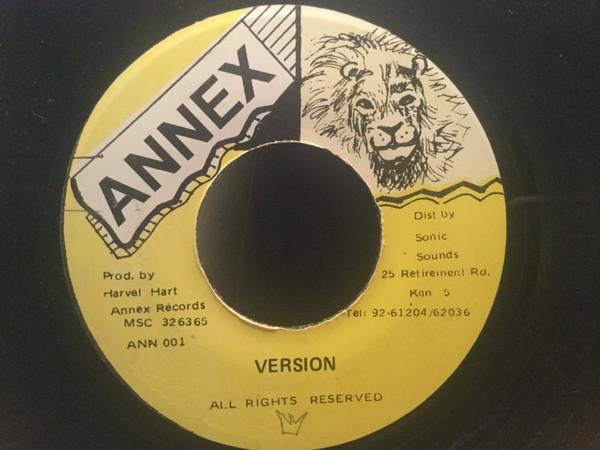 ANNEX
Prod. by
Harvel Hart
Annex Records
MSC 326365
ANN 001
Dist by
Sonic
Sounds
25 Retirement Rd.
Kgn 5
Tel: 92-61204/62036
VERSION
ALL RIGHTS RESERVED